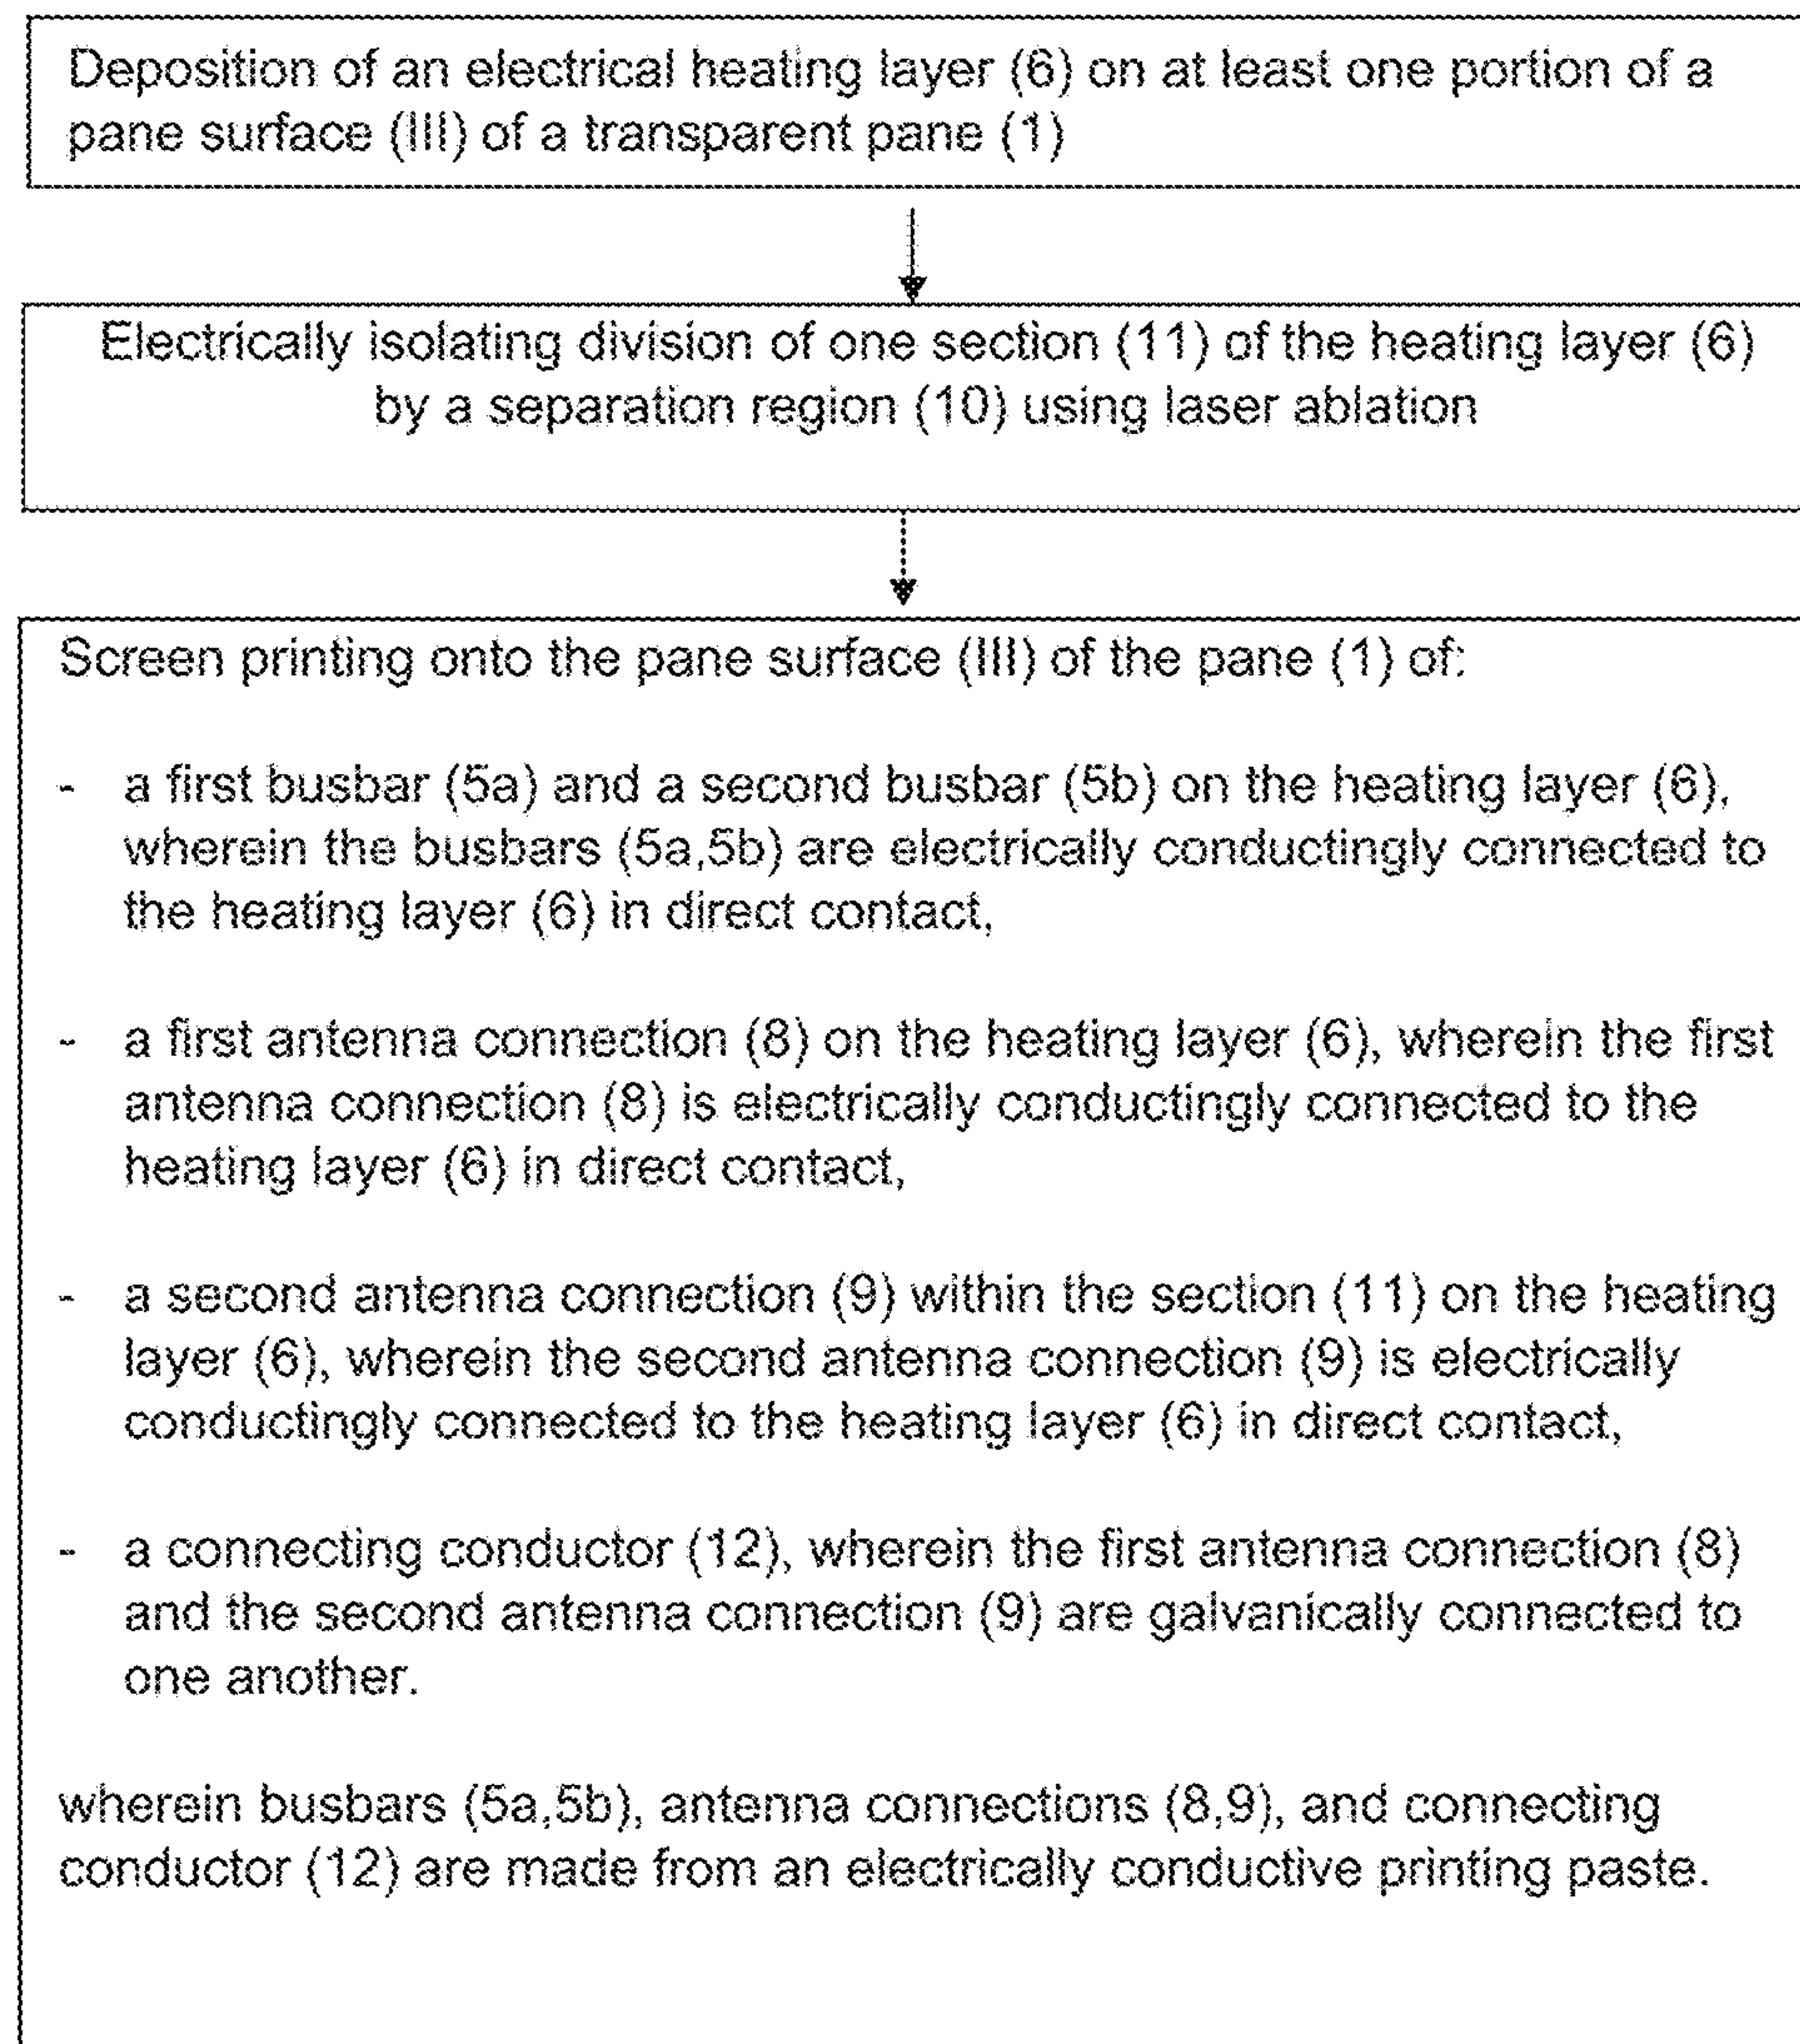 Deposition of an electrical heating layer (6) on at least one portion of a
pane surface (III) of a transparent pane (1)
Electrically isolating division of one section (11) of the heating layer (6)
by a separation region (10) using laser ablation
Screen printing onto the pane surface (III) of the pane (1) of:
- a first busbar (5a) and a second busbar (5b) on the heating layer (6),
wherein the busbars (5a,5b) are electrically conductingly connected to
the heating layer (6) in direct contact,
- a first antenna connection (8) on the heating layer (6), wherein the first
antenna connection (8) is electrically conductingly connected to the
heating layer (6) in direct contact,
- a second antenna connection (9) within the section (11) on the heating
layer (6), wherein the second antenna connection (9) is electrically
conductingly connected to the heating layer (6) in direct contact,
- a connecting conductor (12), wherein the first antenna connection (8)
and the second antenna connection (9) are galvanically connected to
one another.
wherein busbars (5a,5b), antenna connections (8,9), and connecting
conductor (12) are made from an electrically conductive printing paste.